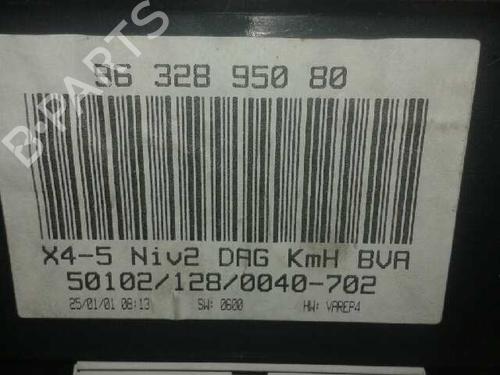 96 328 950 80
X4-5 Niv2 DAG KmH BVA
50102/128/0040-702
25/01/01 08:13 SW: 0600 HW: VAREP4
B-PARTS